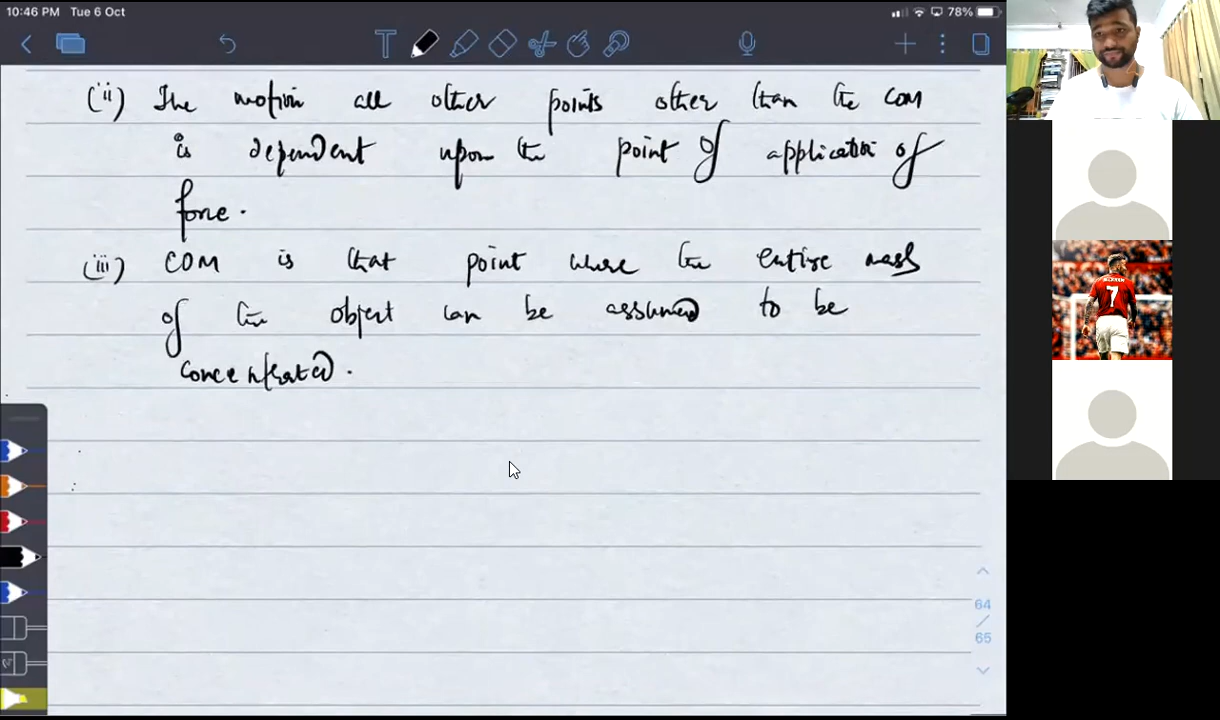 10:46 PM Tue 6 Oct
78%
(ii) The motion all other points other than the COM
is dependent upon the point of application of
force.
(iii) COM is that point where the entire mass
of the object can be assumed to be
concentrated.
64
/
65
7